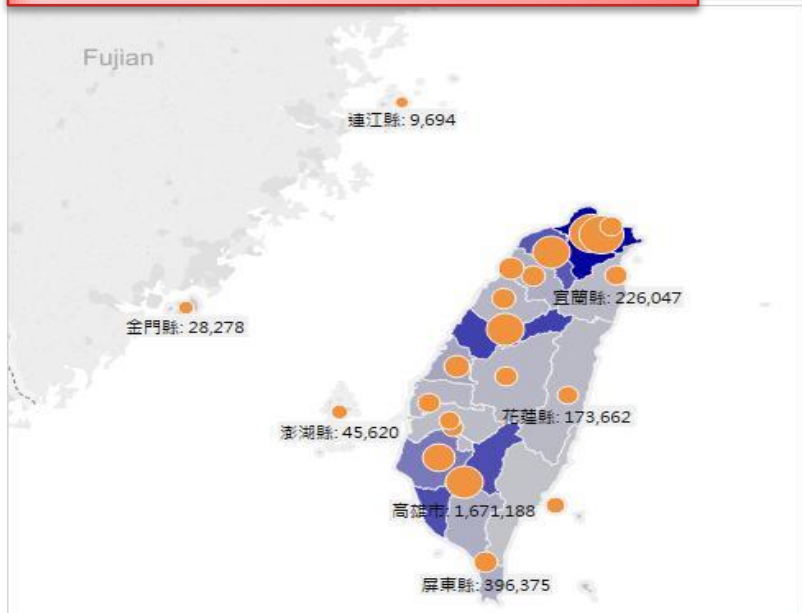 Fujian
連江縣: 9,694
宜蘭縣: 226,047
金門縣: 28,278
花蓮縣: 173,662
澎湖縣: 45,620
高雄市: 1,671,188
屏東縣: 396,375